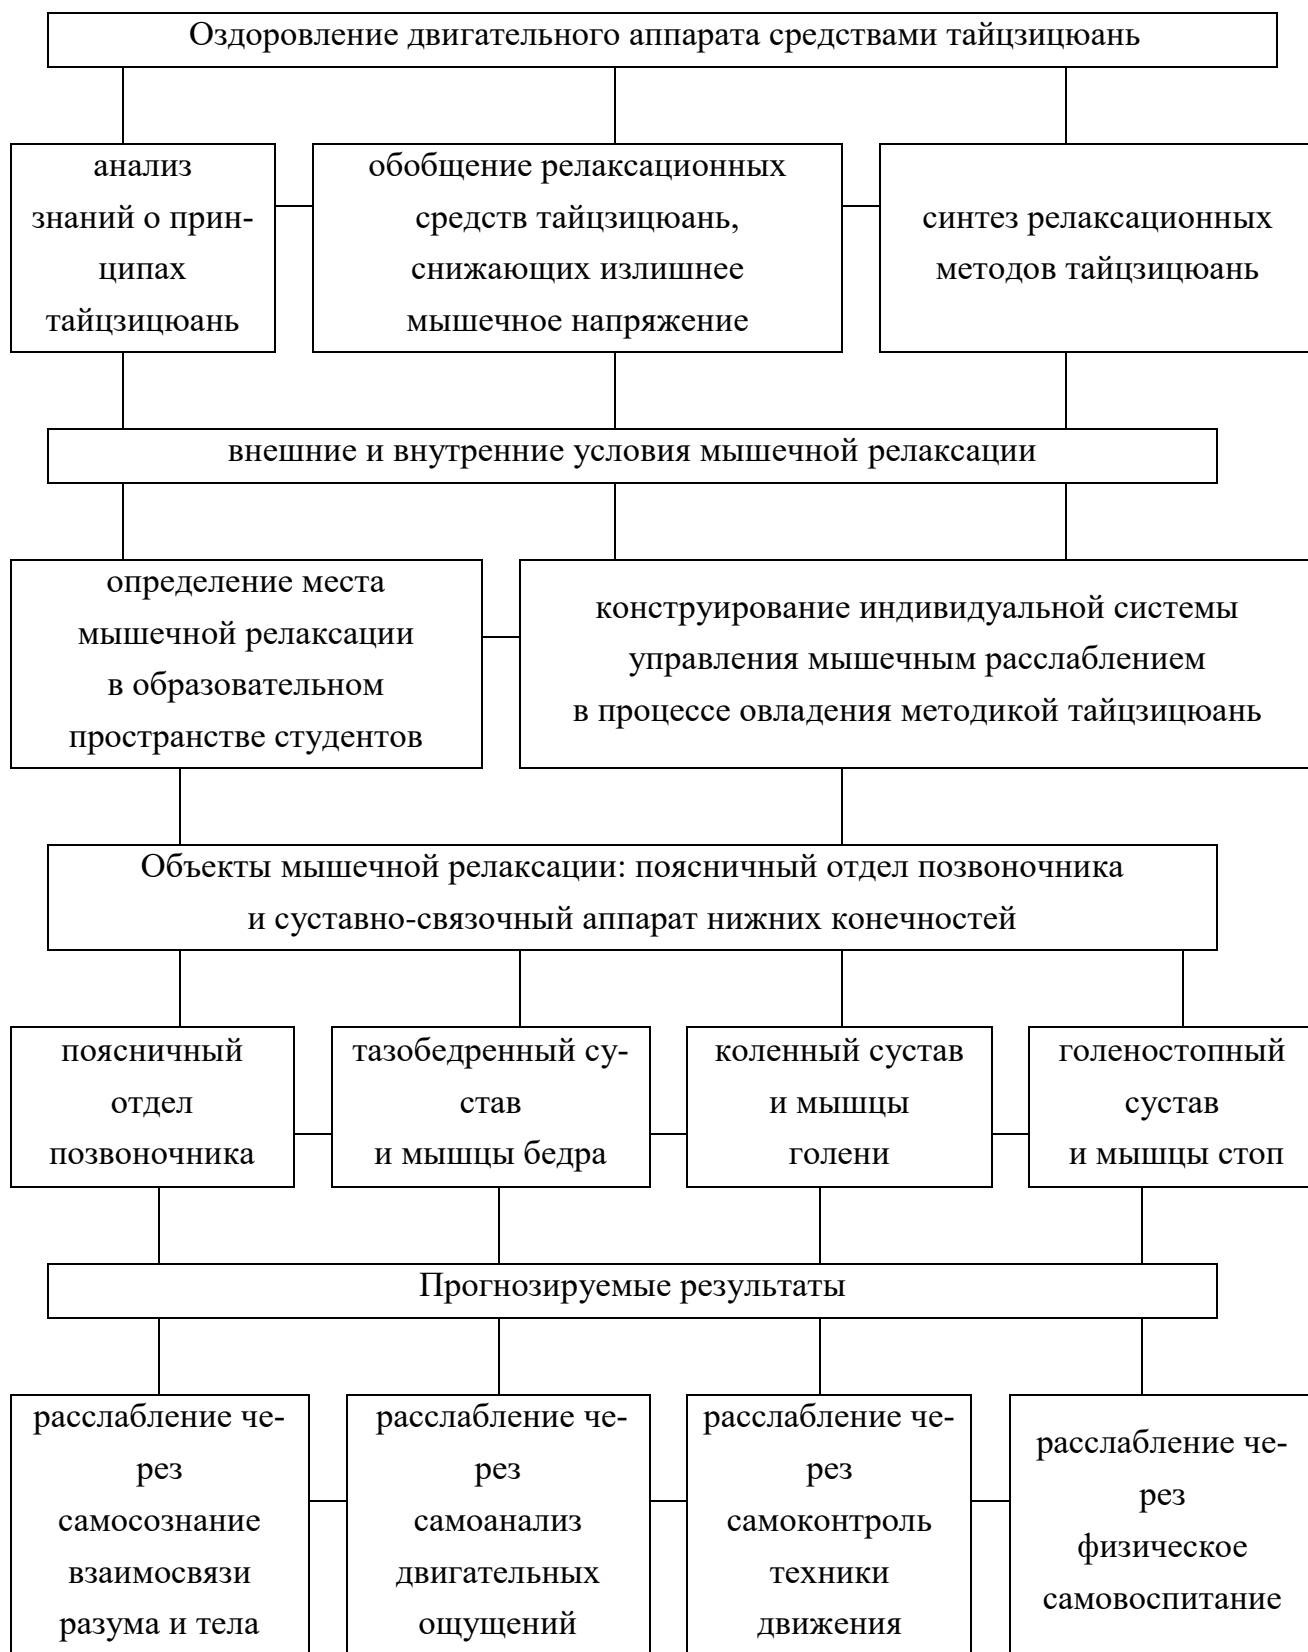 Оздоровление двигательного аппарата средствами тайцзицюань
анализ
знаний о прин-
ципах
тайцзицюань
обобщение релаксационных
средств тайцзицюань,
снижающих излишнее
мышечное напряжение
синтез релаксационных
методов тайцзицюань
внешние и внутренние условия мышечной релаксации
определение места
мышечной релаксации
в образовательном
пространстве студентов
конструирование индивидуальной системы
управления мышечным расслаблением
в процессе овладения методикой тайцзицюань
Объекты мышечной релаксации: поясничный отдел позвоночника
и суставно-связочный аппарат нижних конечностей
поясничный
отдел
позвоночника
тазобедренный су-
став
и мышцы бедра
коленный сустав
и мышцы
голени
голеностопный
сустав
и мышцы стоп
Прогнозируемые результаты
расслабление че-
рез
самосознание
взаимосвязи
разума и тела
расслабление че-
рез
самоанализ
двигательных
ощущений
расслабление че-
рез
самоконтроль
техники
движения
расслабление че-
рез
физическое
самовоспитание